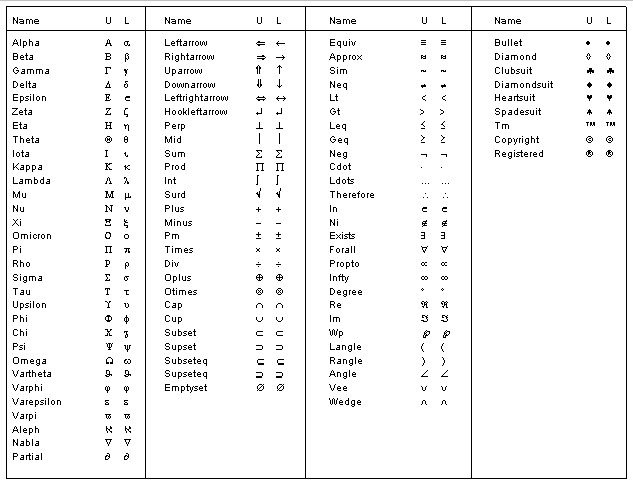 Name U L
Alpha Α α
Beta Β β
Gamma Γ γ
Delta Δ δ
Epsilon Ε ϵ
Zeta Ζ ζ
Eta Η η
Theta Θ θ
Iota Ι ι
Kappa Κ κ
Lambda Λ λ
Mu Μ μ
Nu Ν ν
Xi Ξ ξ
Omicron Ο ο
Pi Π π
Rho Ρ ρ
Sigma Σ σ
Tau Τ τ
Upsilon Υ υ
Phi Φ ϕ
Chi Χ χ
Psi Ψ ψ
Omega Ω ω
Vartheta ϑ ϑ
Varphi φ φ
Varepsilon ε ε
Varpi ϖ ϖ
Aleph ℵ ℵ
Nabla ∇ ∇
Partial ∂ ∂
Name U L
Leftarrow ⇐ ←
Rightarrow ⇒ →
Uparrow ⇑ ↑
Downarrow ⇓ ↓
Leftrightarrow ⇔ ↔
Hookleftarrow ↵ ↵
Perp ⊥ ⊥
Mid | |
Sum Σ Σ
Prod Π Π
Int ∫ ∫
Surd √ √
Plus + +
Minus − −
Pm ± ±
Times × ×
Div ÷ ÷
Oplus ⊕ ⊕
Otimes ⊗ ⊗
Cap ∩ ∩
Cup ∪ ∪
Subset ⊂ ⊂
Supset ⊃ ⊃
Subseteq ⊆ ⊆
Supseteq ⊇ ⊇
Emptyset ∅ ∅
Name U L
Equiv ≡ ≡
Approx ≈ ≈
Sim ~ ~
Neq ≠ ≠
Lt < <
Gt > >
Leq ≤ ≤
Geq ≥ ≥
Neg ¬ ¬
Cdot · ·
Ldots … …
Therefore ∴ ∴
In ∈ ∈
Ni ∉ ∉
Exists ∃ ∃
Forall ∀ ∀
Propto ∝ ∝
Infty ∞ ∞
Degree ° °
Re ℜ ℜ
Im ℑ ℑ
Wp ℘ ℘
Langle ⟨ ⟨
Rangle ⟩ ⟩
Angle ∠ ∠
Vee ∨ ∨
Wedge ∧ ∧
Name U L
Bullet • •
Diamond ◊ ◊
Clubsuit ♣ ♣
Diamondsuit ♦ ♦
Heartsuit ♥ ♥
Spadesuit ♠ ♠
Tm ™ ™
Copyright © ©
Registered ® ®